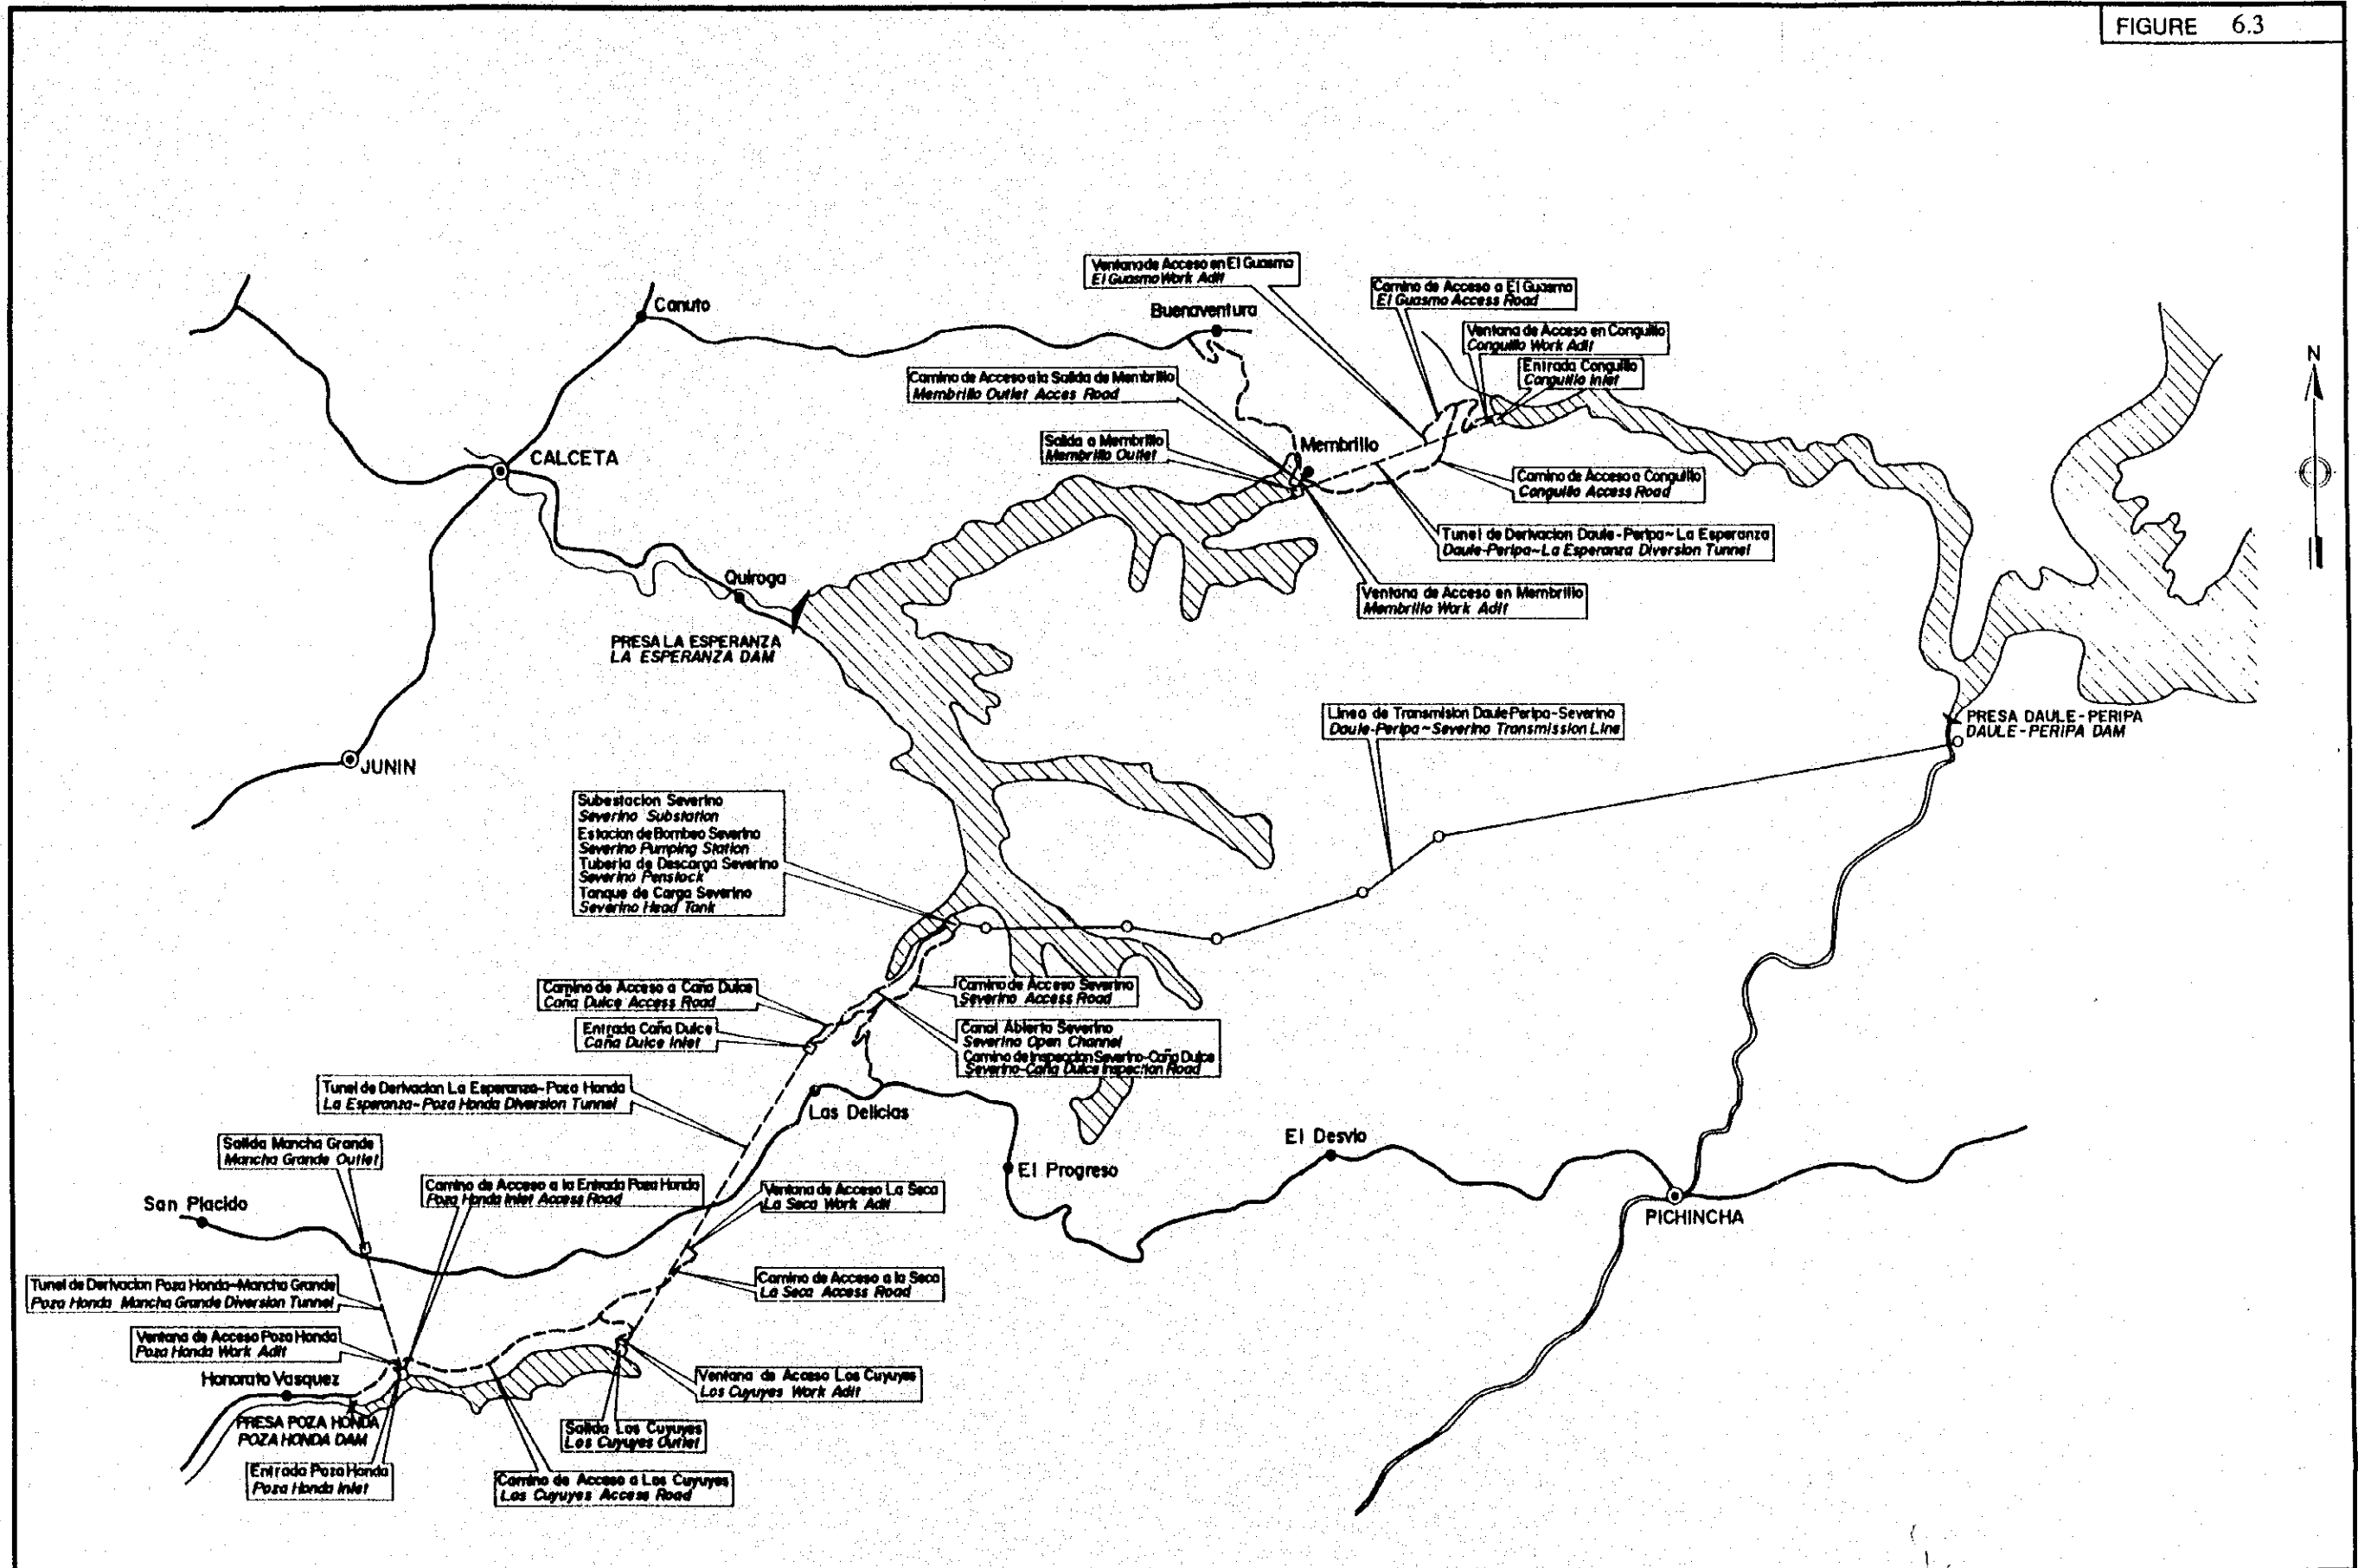 FIGURE 6.3
Ventana de Acceso en El Guasmo
El Guasmo Work Adit
Camino de Acceso a El Guasmo
El Guasmo Access Road
Canuto
Buenaventura
Ventana de Acceso en Conguillo
Conguillo Work Adit
Entrada Conguillo
Conguillo Inlet
N
Camino de Acceso a la Salida de Membrillo
Membrillo Outlet Acces Road
Salida a Membrillo
Membrillo Outlet
Membrillo
CALCETA
Camino de Acceso a Conguillo
Conguillo Access Road
Tunel de Derivacion Daule-Peripa~La Esperanza
Daule-Peripa~La Esperanza Diversion Tunnel
Quiroga
Ventana de Acceso en Membrillo
Membrillo Work Adit
PRESA LA ESPERANZA
LA ESPERANZA DAM
Linea de Transmision Daule-Peripa-Severino
Daule-Peripa~Severino Transmission Line
PRESA DAULE-PERIPA
DAULE-PERIPA DAM
JUNIN
Subestacion Severino
Severino Substation
Estacion de Bombeo Severino
Severino Pumping Station
Tuberia de Descarga Severino
Severino Penstock
Tanque de Carga Severino
Severino Head Tank
Camino de Acceso a Caña Dulce
Caña Dulce Access Road
Camino de Acceso Severino
Severino Access Road
Entrada Caña Dulce
Caña Dulce Inlet
Canal Abierto Severino
Severino Open Channel
Camino de Inspeccion Severino-Caña Dulce
Severino-Caña Dulce Inspection Road
Tunel de Derivacion La Esperanza-Poza Honda
La Esperanza-Poza Honda Diversion Tunnel
Las Delicias
Salida Mancha Grande
Mancha Grande Outlet
El Desvio
El Progreso
Camino de Acceso a la Entrada Poza Honda
Poza Honda Inlet Access Road
Ventana de Acceso La Seca
La Seca Work Adit
San Placido
PICHINCHA
Tunel de Derivacion Poza Honda-Mancha Grande
Poza Honda Mancha Grande Diversion Tunnel
Camino de Acceso a la Seca
La Seca Access Road
Ventana de Acceso Poza Honda
Poza Honda Work Adit
Honorato Vasquez
Ventana de Acceso Los Cuyuyes
Los Cuyuyes Work Adit
PRESA POZA HONDA
POZA HONDA DAM
Salida Los Cuyuyes
Los Cuyuyes Outlet
Entrada Poza Honda
Poza Honda Inlet
Camino de Acceso a Los Cuyuyes
Los Cuyuyes Access Road